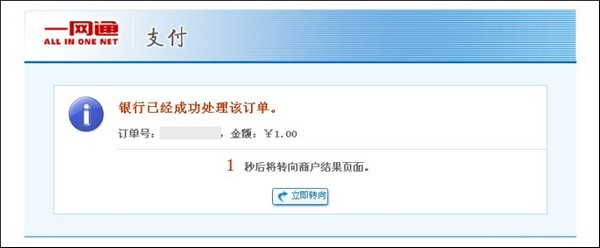 一网通
ALL IN ONE NET
支付
银行已经成功处理该订单。
订单号: ，金额：￥1.00
1 秒后将转向商户结果页面。
立即转向